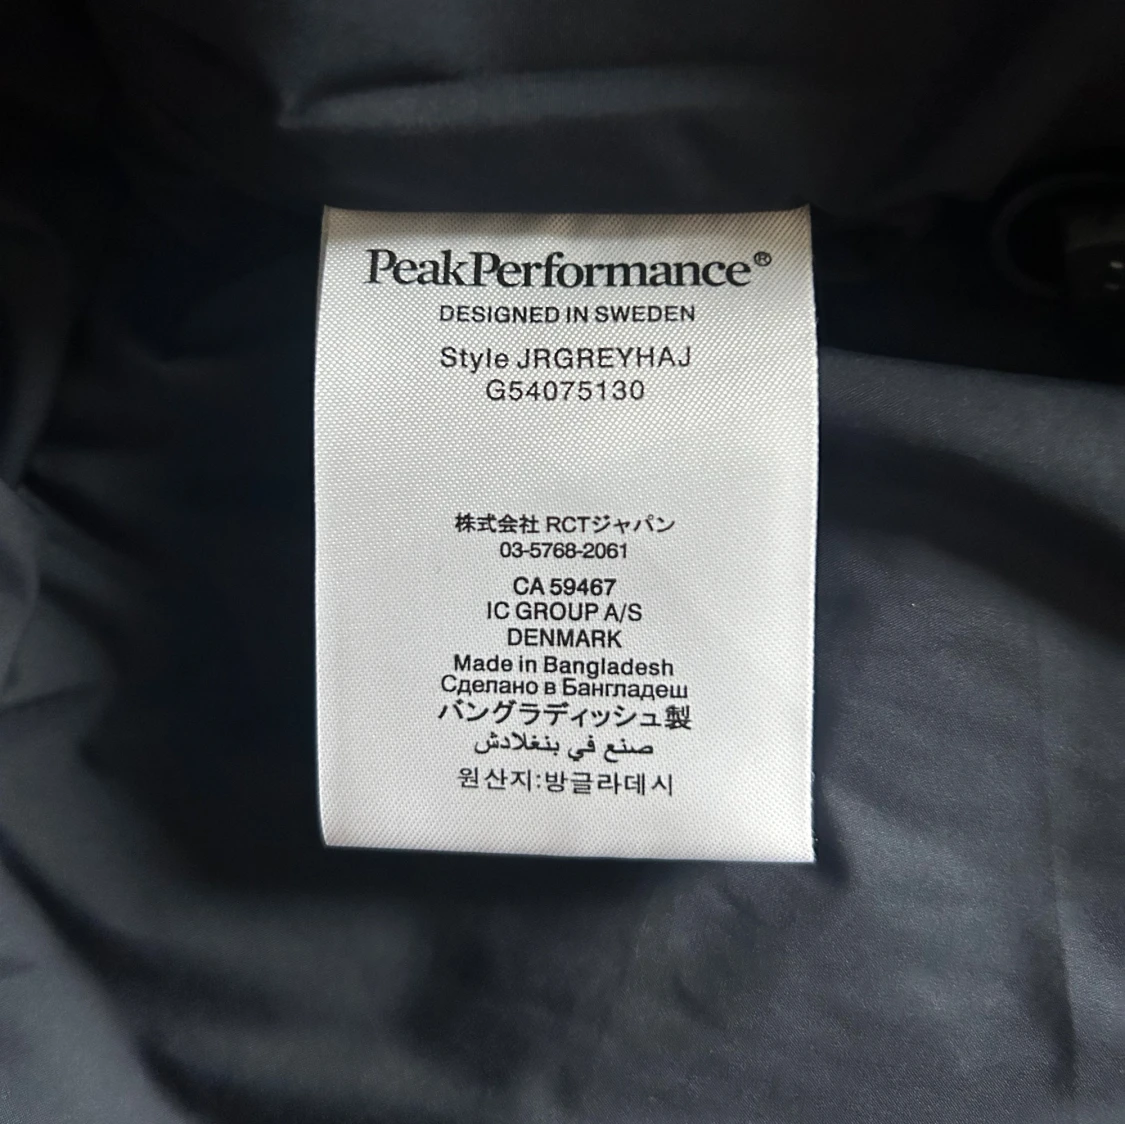 PeakPerformance®
DESIGNED IN SWEDEN
Style JRGREYHAJ
G54075130
株式会社 RCTジャパン
03-5768-2061
CA 59467
IC GROUP A/S
DENMARK
Made in Bangladesh
Сделано в Бангладеш
バングラディッシュ製
صنع في بنغلادش
원산지:방글라데시